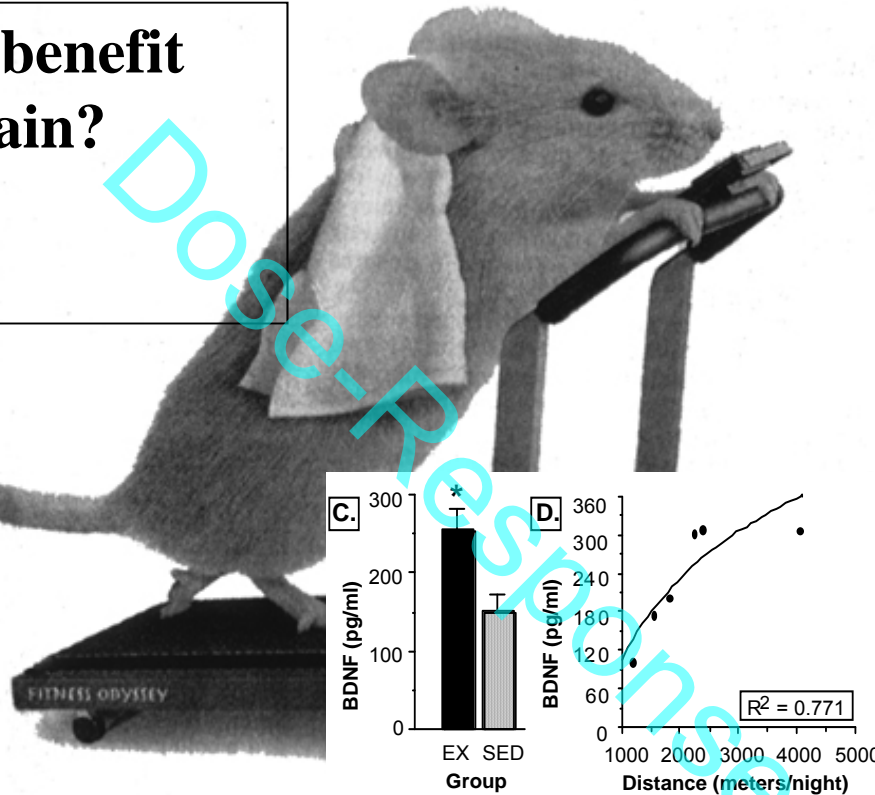 benefit
ain?
Dose-Response
FITNESS ODYSSEY
C.
*
300
200
100
0
BDNF (pg/ml)
EX SED
Group
D.
360
300
240
180
120
60
0
BDNF (pg/ml)
R² = 0.771
1000 2000 3000 4000 5000
Distance (meters/night)